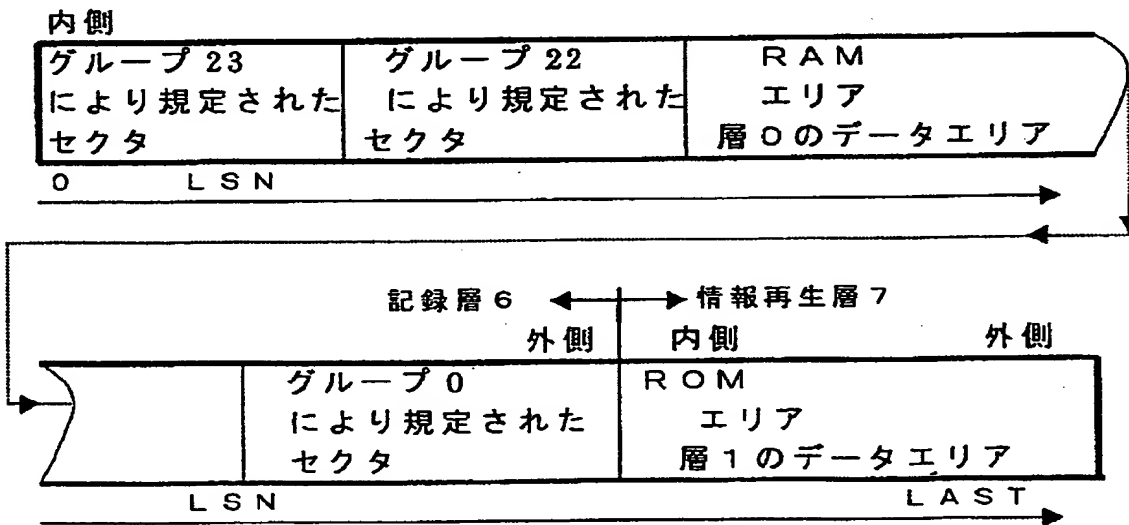 内側
グループ23
により規定された
セクタ
グループ22
により規定された
セクタ
RAM
エリア
層0のデータエリア
0 LSN
記録層6 情報再生層7
外側 内側 外側
グループ0
により規定された
セクタ
ROM
エリア
層1のデータエリア
LSN LAST